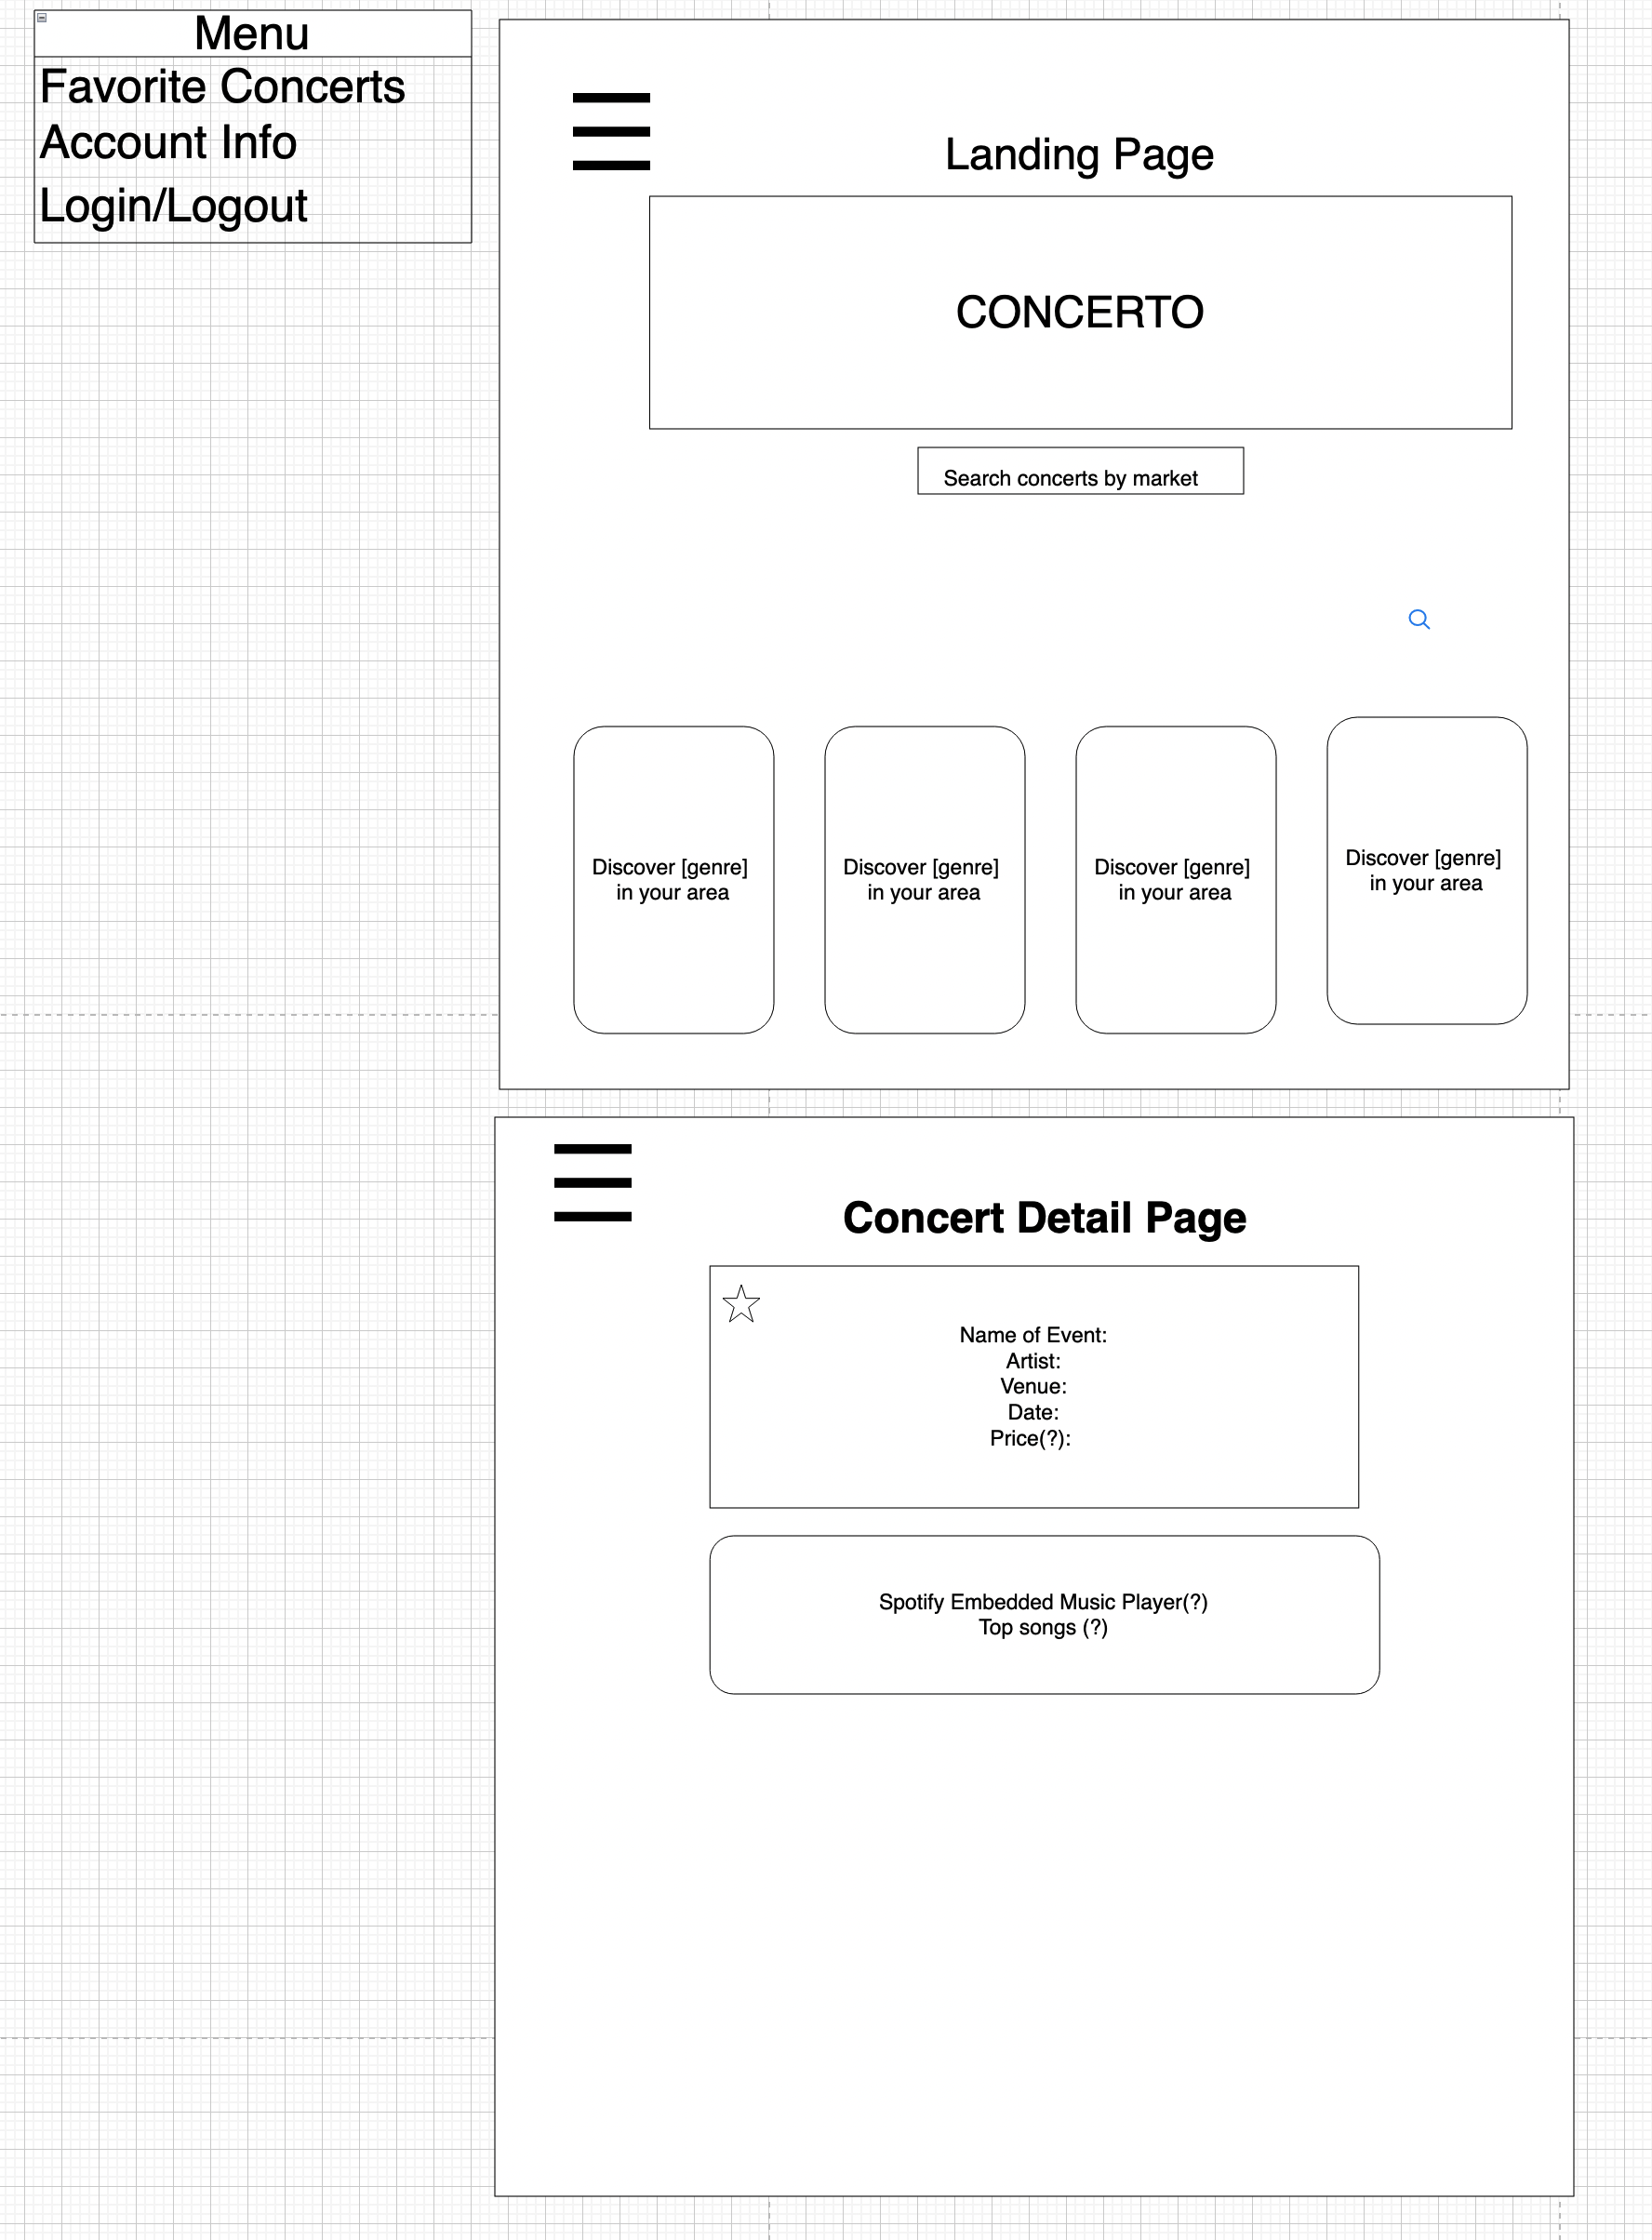 Menu
Favorite Concerts
Account Info
Login/Logout
Landing Page
CONCERTO
Search concerts by market
Discover [genre]
in your area
Discover [genre]
in your area
Discover [genre]
in your area
Discover [genre]
in your area
Concert Detail Page
Name of Event:
Artist:
Venue:
Date:
Price(?):
Spotify Embedded Music Player(?)
Top songs (?)